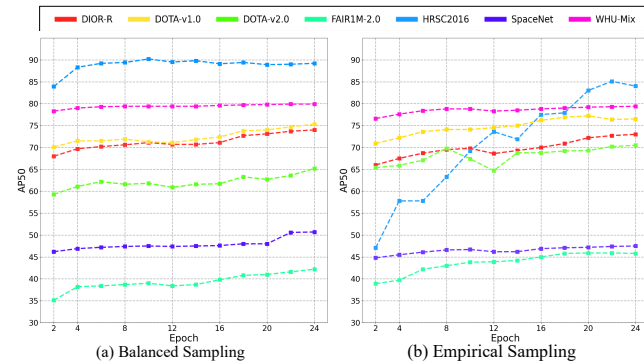 DIOR-R DOTA-v1.0 DOTA-v2.0 FAIR1M-2.0 HRSC2016 SpaceNet WHU-Mix
90
85
80
75
70
65
60
55
50
45
40
35
30
AP50
2 4 8 12 16 20 24
Epoch
(a) Balanced Sampling
90
85
80
75
70
65
60
55
50
45
40
35
30
AP50
2 4 8 12 16 20 24
Epoch
(b) Empirical Sampling